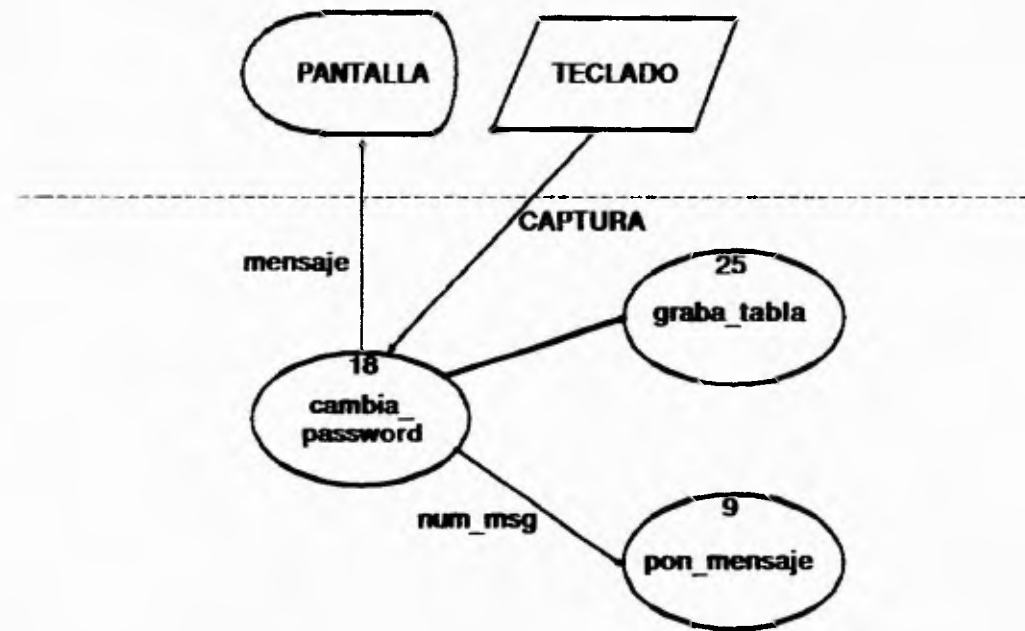 PANTALLA
TECLADO
CAPTURA
mensaje
25
graba_tabla
18
cambia_
password
num_msg
9
pon_mensaje